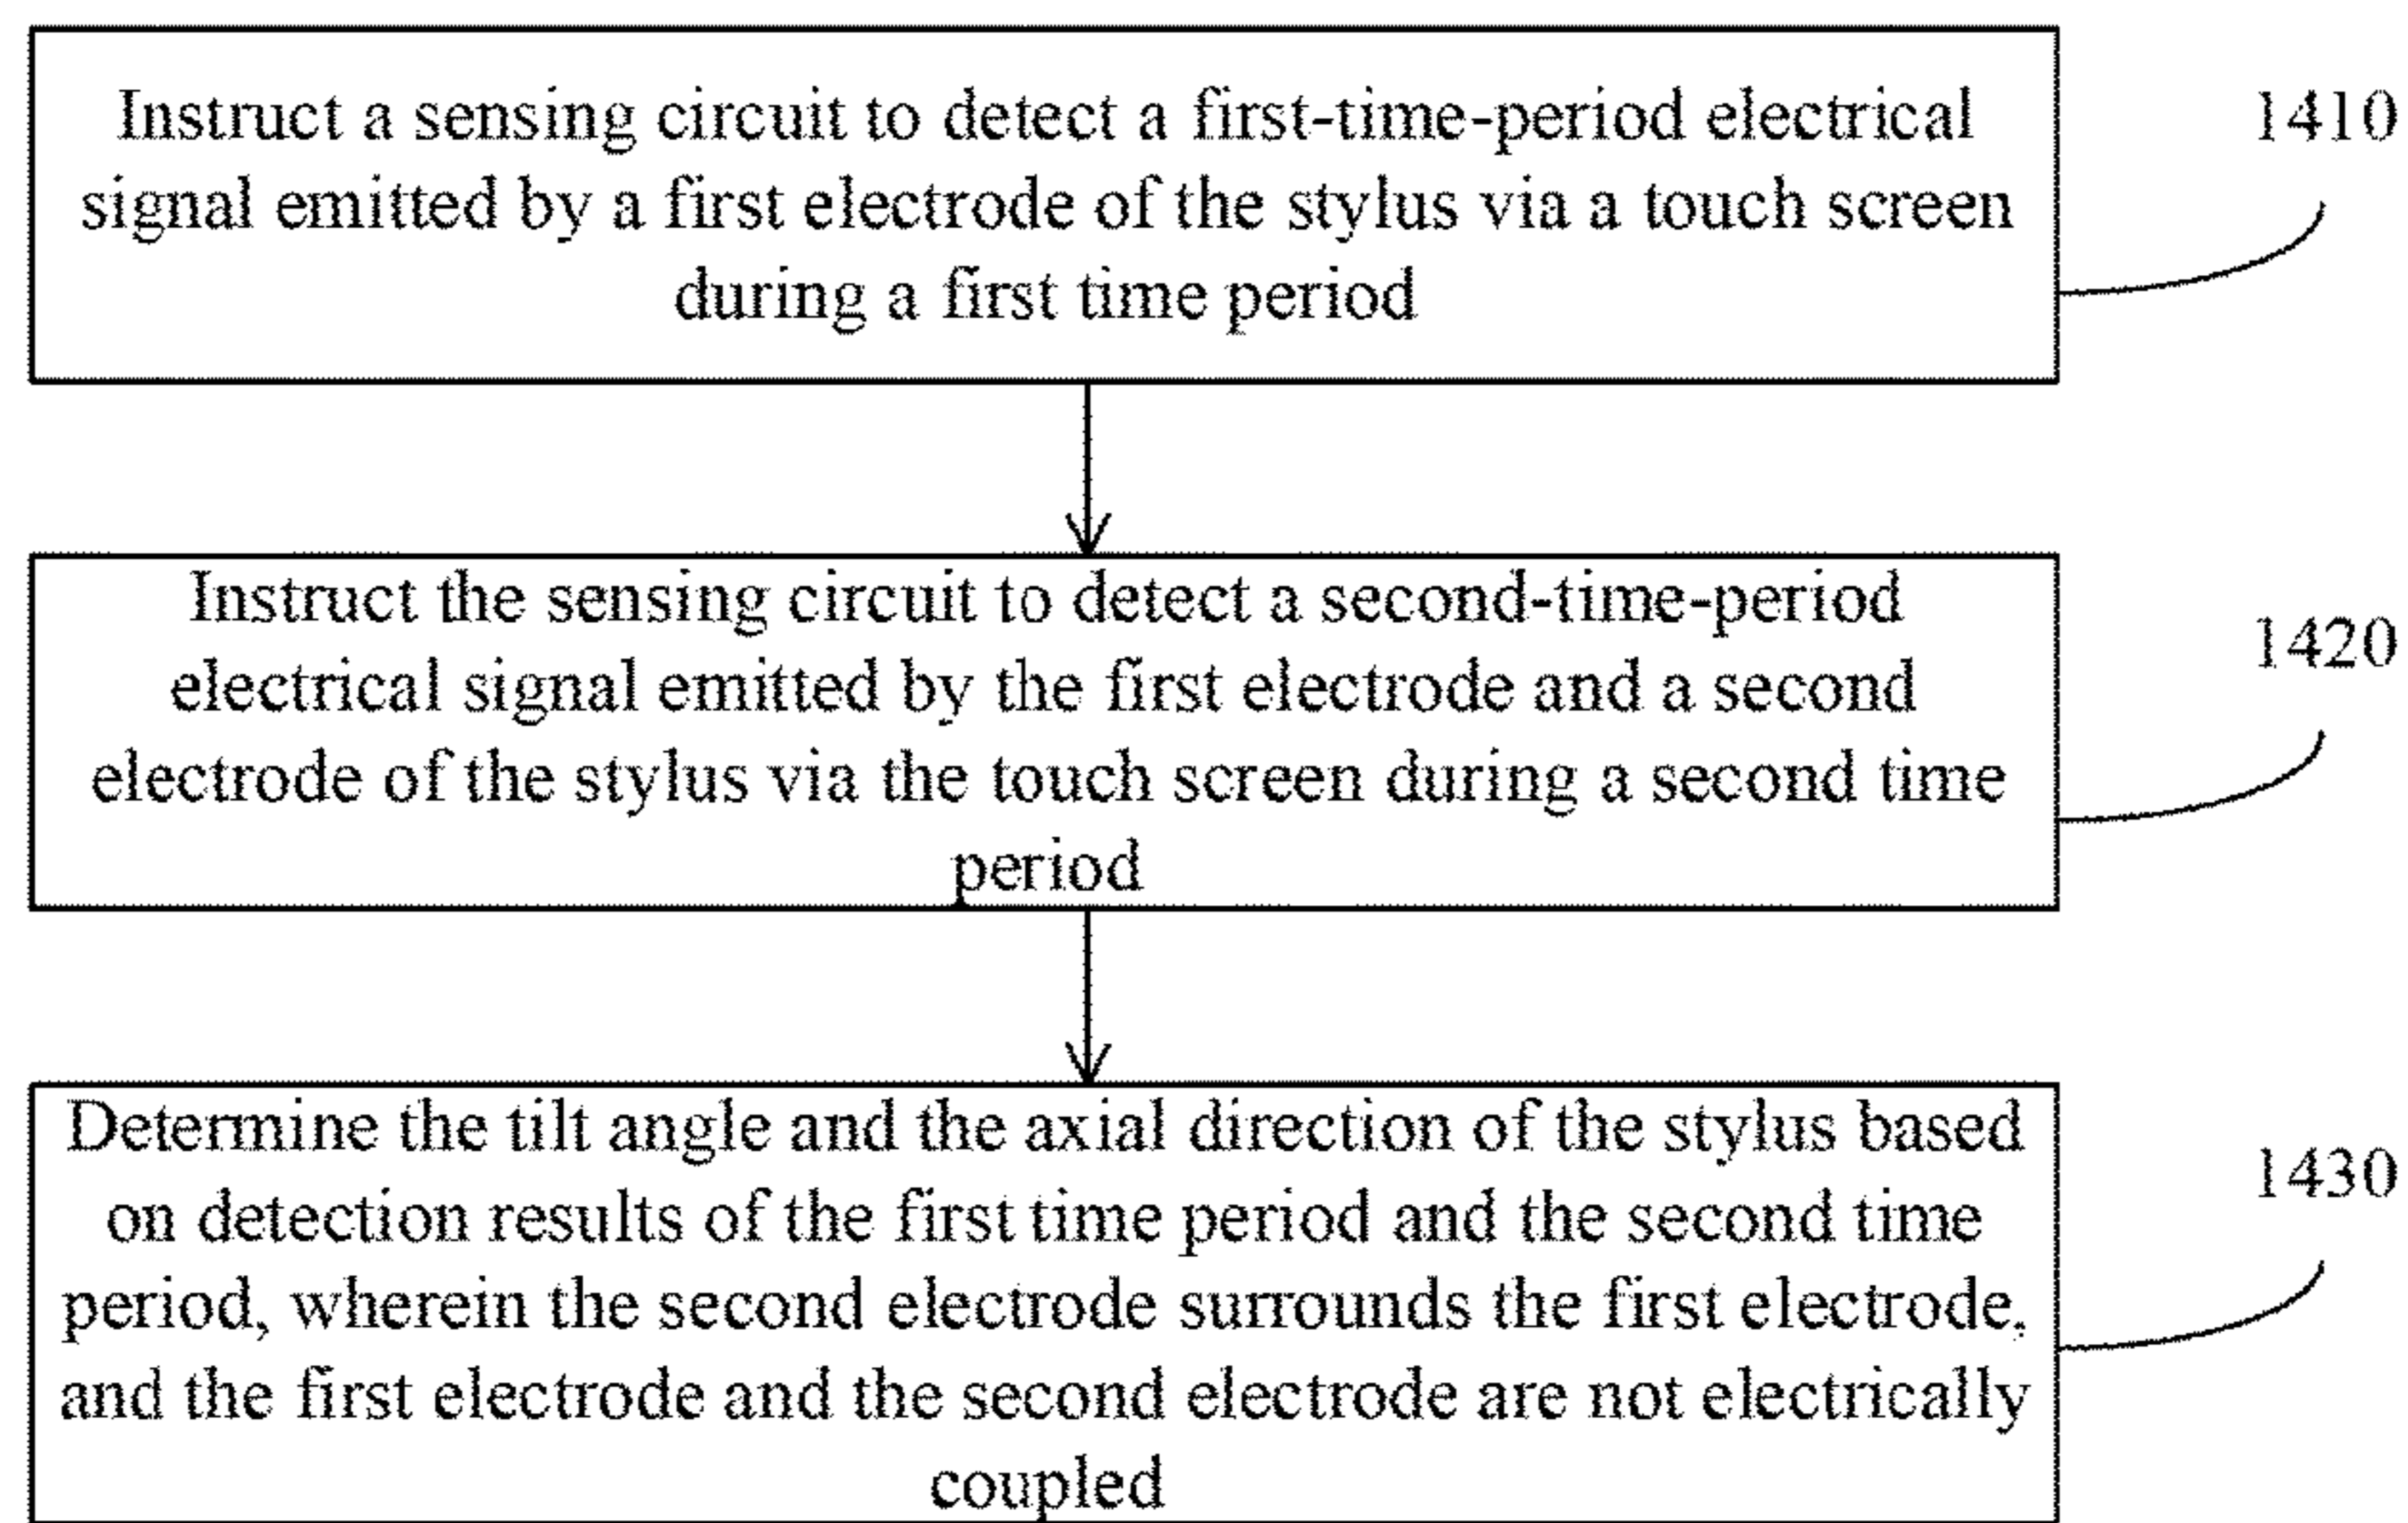 Instruct a sensing circuit to detect a first-time-period electrical
signal emitted by a first electrode of the stylus via a touch screen
during a first time period
1410
Instruct the sensing circuit to detect a second-time-period
electrical signal emitted by the first electrode and a second
electrode of the stylus via the touch screen during a second time
period
1420
Determine the tilt angle and the axial direction of the stylus based
on detection results of the first time period and the second time
period, wherein the second electrode surrounds the first electrode,
and the first electrode and the second electrode are not electrically
coupled
1430